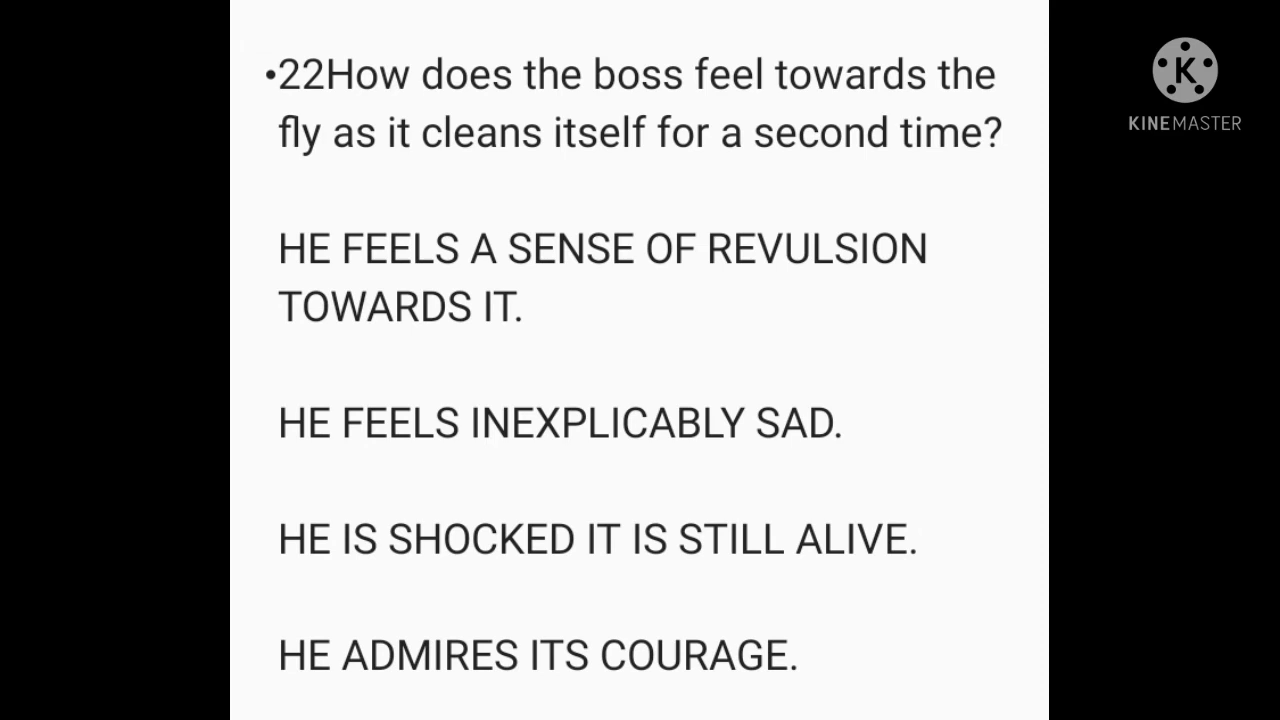 •22How does the boss feel towards the
fly as it cleans itself for a second time?
HE FEELS A SENSE OF REVULSION
TOWARDS IT.
HE FEELS INEXPLICABLY SAD.
HE IS SHOCKED IT IS STILL ALIVE.
HE ADMIRES ITS COURAGE.
K
KINEMASTER